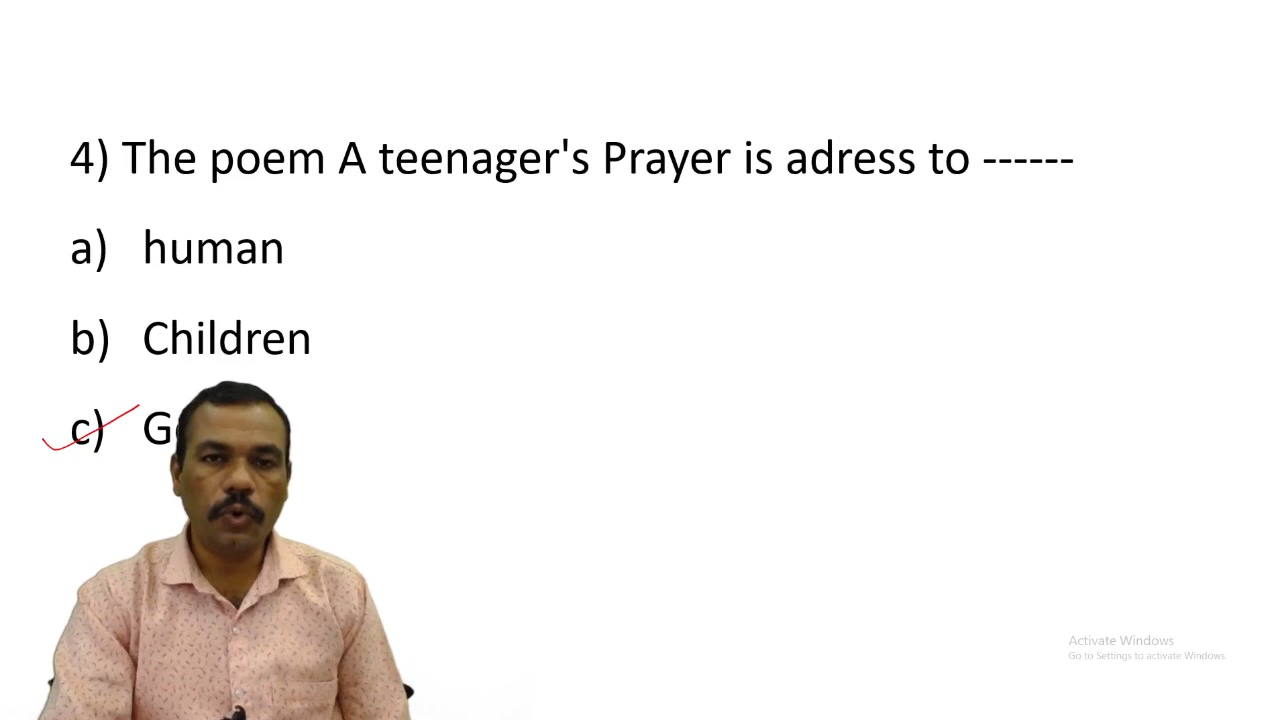 4) The poem A teenager's Prayer is adress to ------
a) human
b) Children
c)
Activate Windows
Go to Settings to activate Windows.